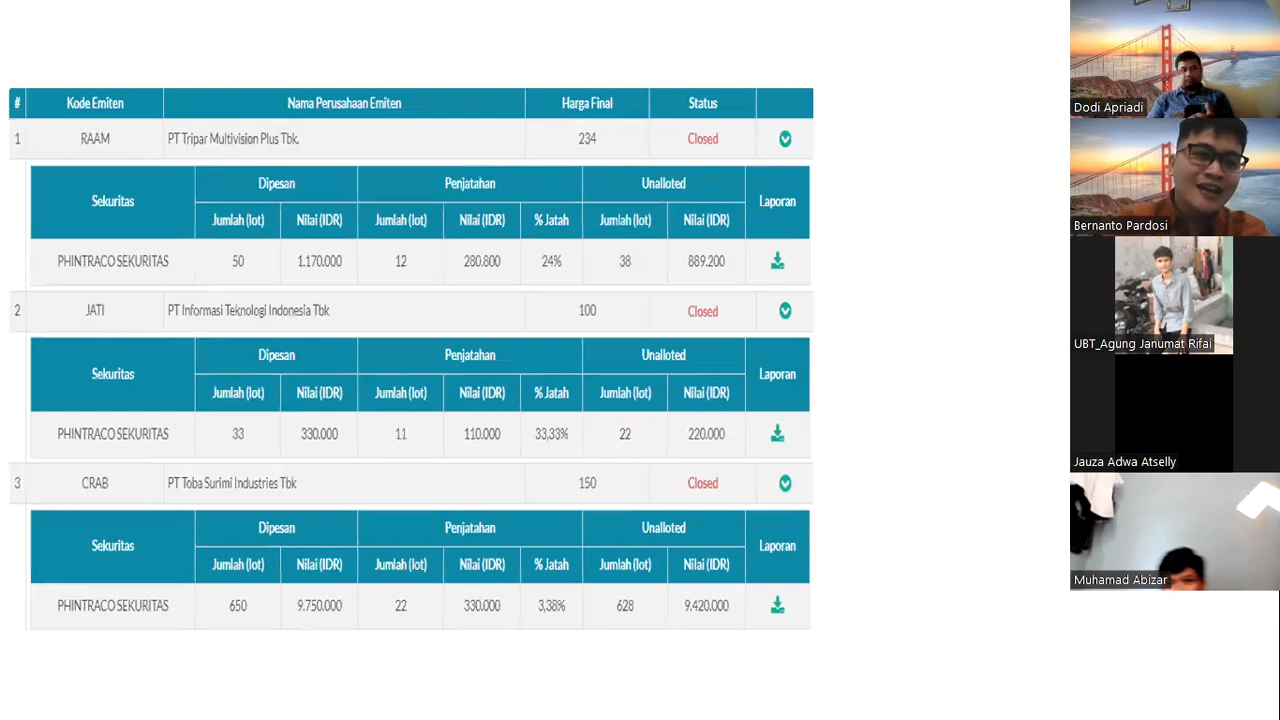 # Kode Emiten Nama Perusahaan Emiten Harga Final Status
1 RAAM PT Tripar Multivision Plus Tbk. 234 Closed
Sekuritas Dipesan Penjatahan Unalloted Laporan
Jumlah (lot) Nilai (IDR) Jumlah (lot) Nilai (IDR) % Jatah Jumlah (lot) Nilai (IDR)
PHINTRACO SEKURITAS 50 1.170.000 12 280.800 24% 38 889.200
2 JATI PT Informasi Teknologi Indonesia Tbk 100 Closed
Sekuritas Dipesan Penjatahan Unalloted Laporan
Jumlah (lot) Nilai (IDR) Jumlah (lot) Nilai (IDR) % Jatah Jumlah (lot) Nilai (IDR)
PHINTRACO SEKURITAS 33 330.000 11 110.000 33,33% 22 220.000
3 CRAB PT Toba Surimi Industries Tbk 150 Closed
Sekuritas Dipesan Penjatahan Unalloted Laporan
Jumlah (lot) Nilai (IDR) Jumlah (lot) Nilai (IDR) % Jatah Jumlah (lot) Nilai (IDR)
PHINTRACO SEKURITAS 650 9.750.000 22 330.000 3,38% 628 9.420.000
Dodi Apriadi
Bernanto Pardosi
UBT_Agung Janumat Rifai
Jauza Adwa Atselly
Muhamad Abizar